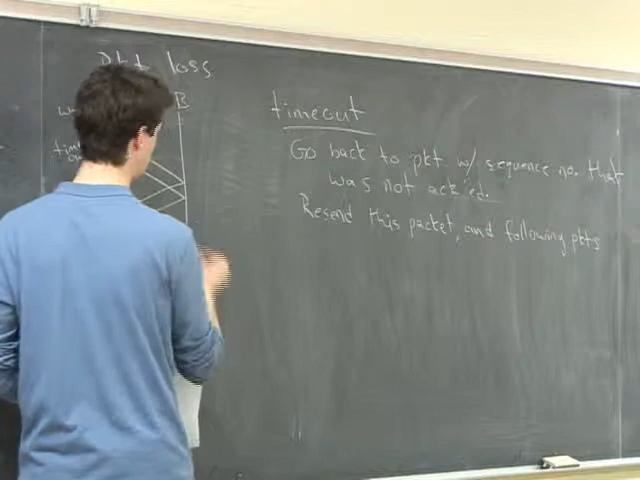 Pkt loss
B
timeout
Go back to pkt w/ sequence no. that
was not ack'ed.
Resend this packet, and following pkts